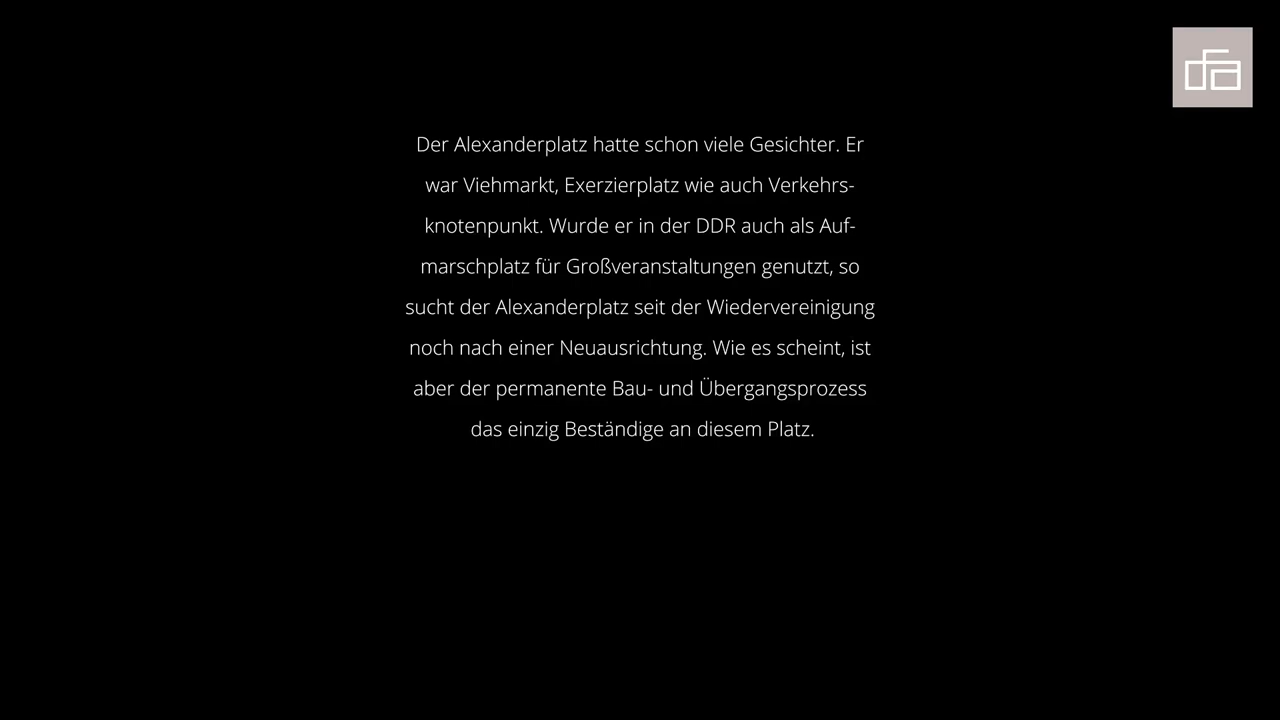 dfa
Der Alexanderplatz hatte schon viele Gesichter. Er
war Viehmarkt, Exerzierplatz wie auch Verkehrs-
knotenpunkt. Wurde er in der DDR auch als Auf-
marschplatz für Großveranstaltungen genutzt, so
sucht der Alexanderplatz seit der Wiedervereinigung
noch nach einer Neuausrichtung. Wie es scheint, ist
aber der permanente Bau- und Übergangsprozess
das einzig Beständige an diesem Platz.